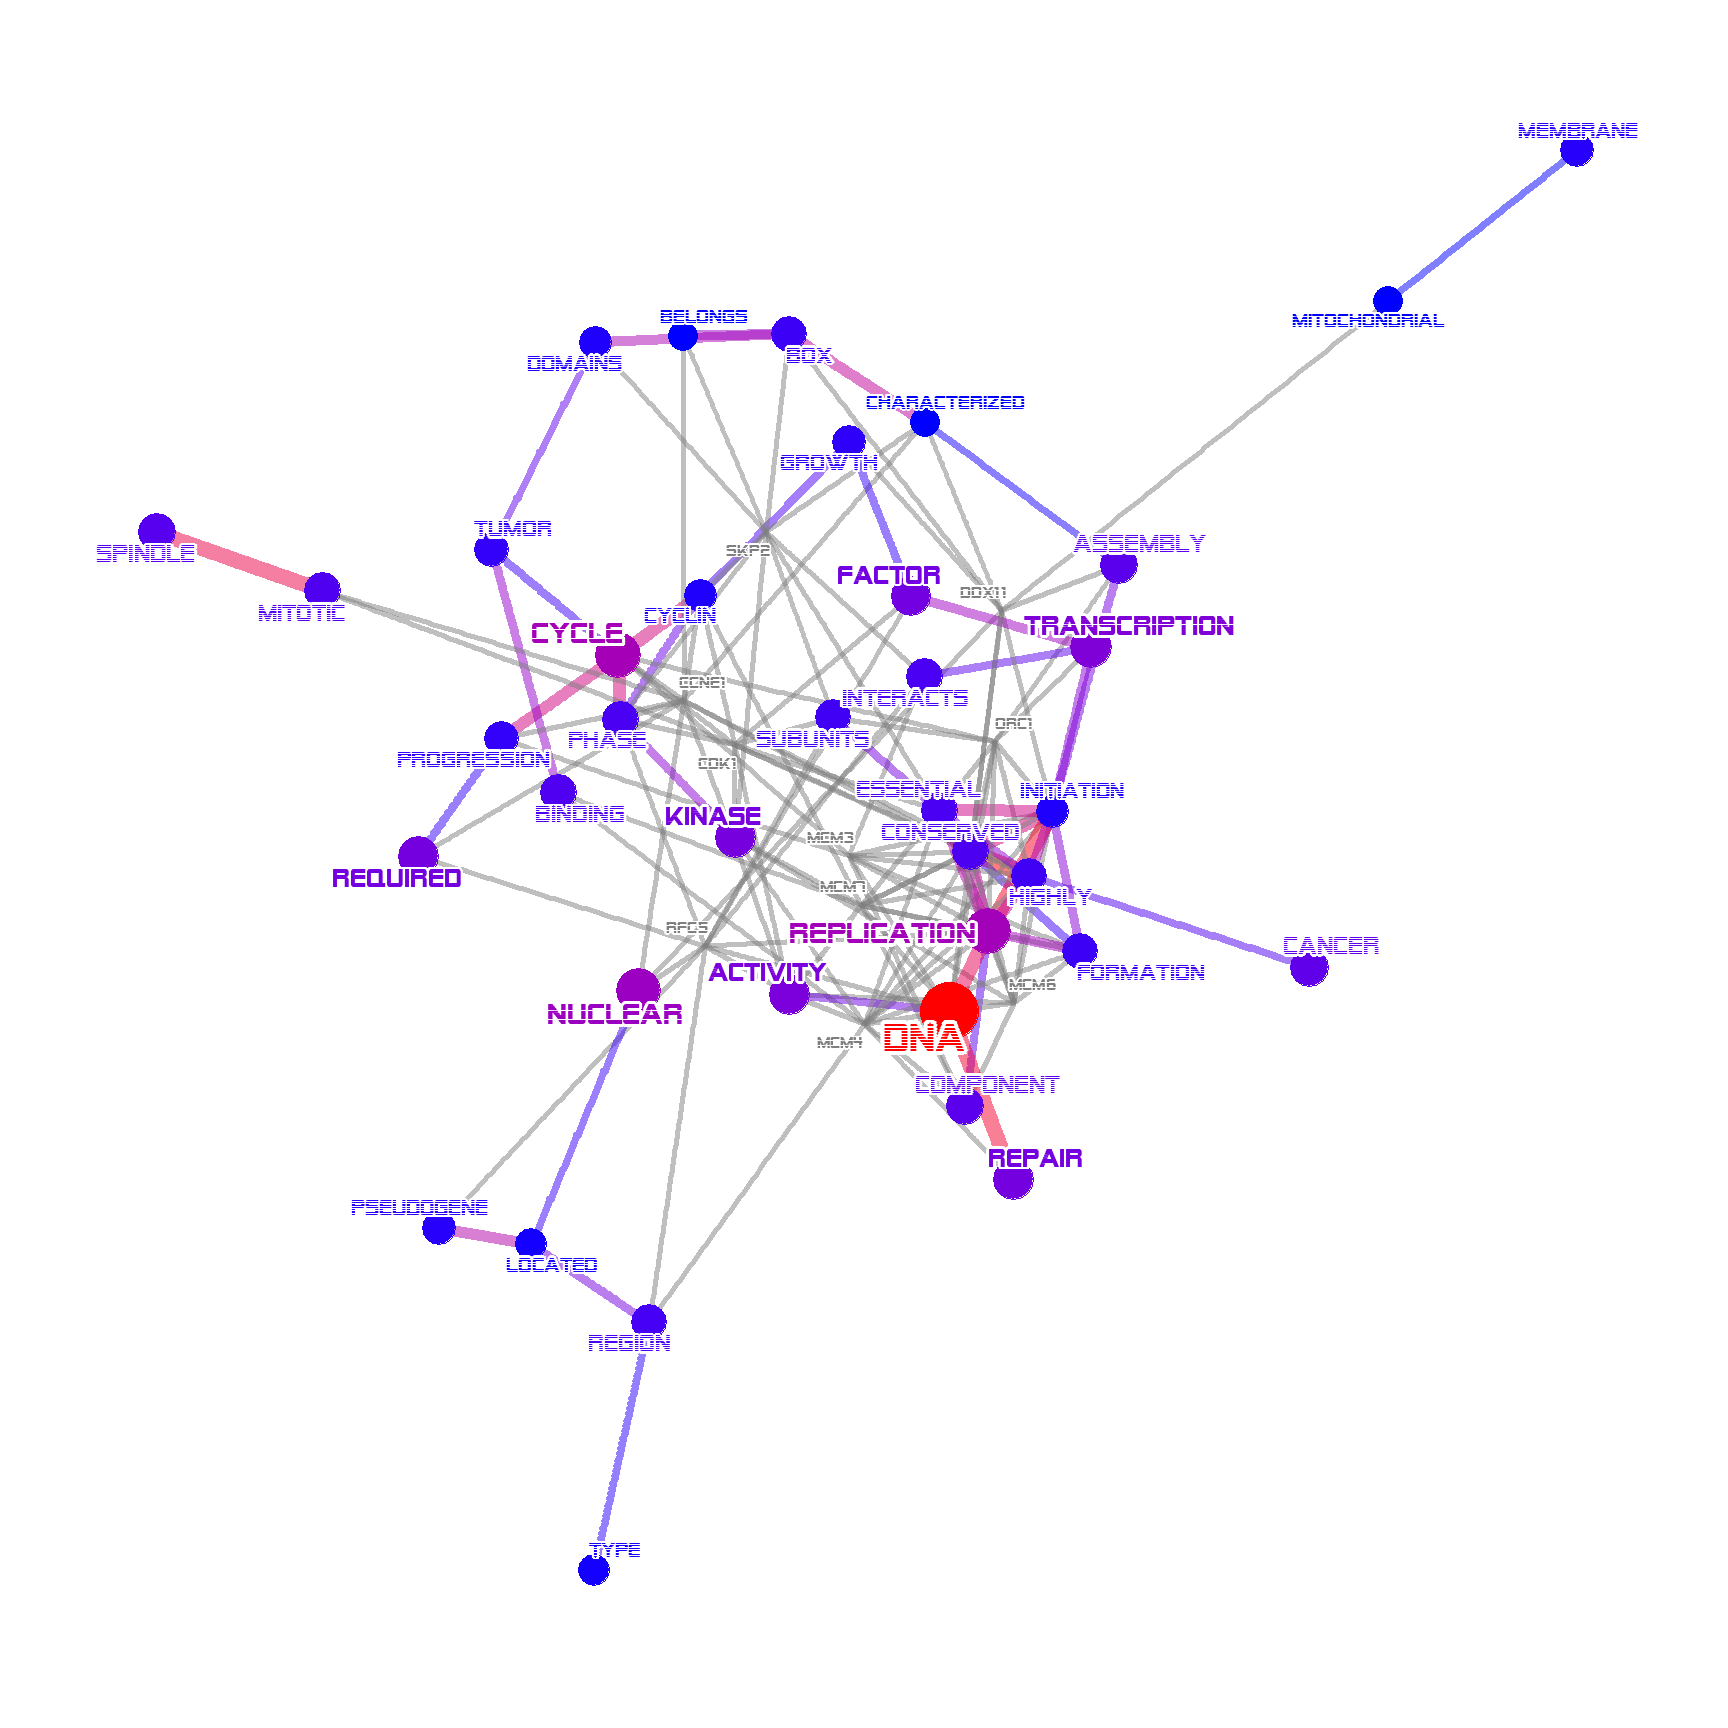 MEMBRANE
BELONGS
MITOCHONDRIAL
BOX
DOMAINS
CHARACTERIZED
GROWTH
TUMOR
ASSEMBLY
SPINDLE
SKP2
FACTOR
DDX11
MITOTIC
CYCLIN
TRANSCRIPTION
CYCLE
CCNE1
INTERACTS
ORC1
PHASE
SUBUNITS
PROGRESSION
CDK1
ESSENTIAL
INITIATION
BINDING
KINASE
CONSERVED
MCM3
REQUIRED
MCM7
HIGHLY
RFC5
REPLICATION
CANCER
ACTIVITY
FORMATION
MCM6
NUCLEAR
DNA
MCM4
COMPONENT
REPAIR
PSEUDOGENE
LOCATED
REGION
TYPE